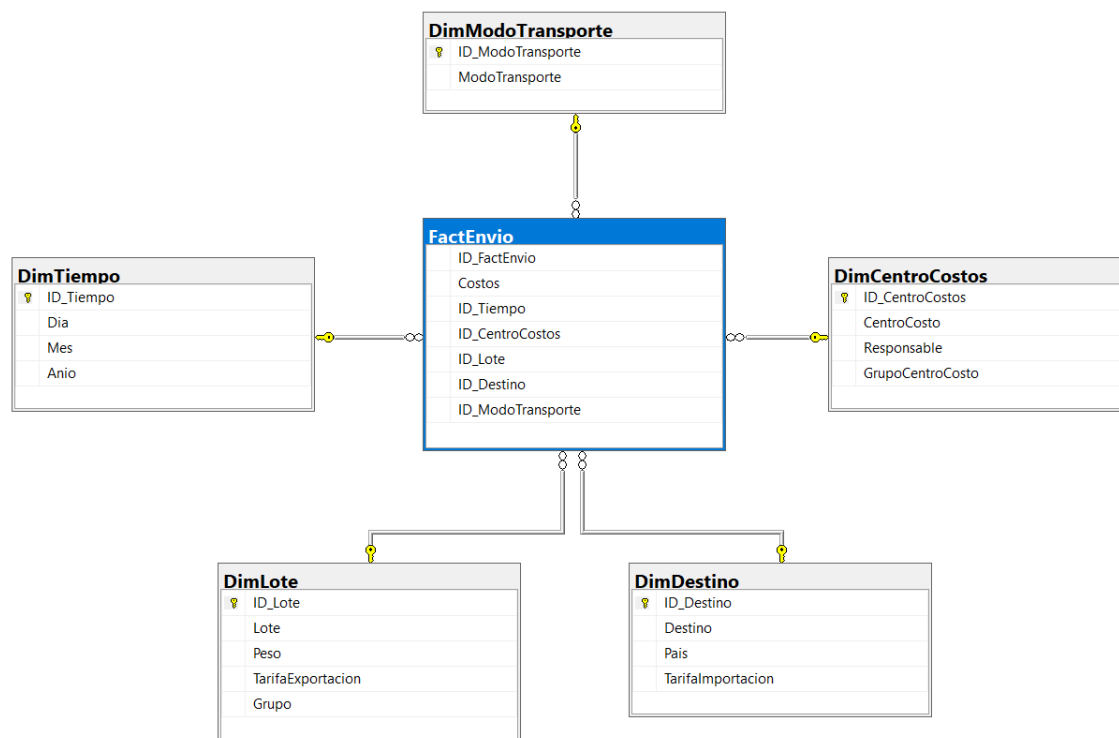 DimModoTransporte
ID_ModoTransporte
ModoTransporte
FactEnvio
ID_FactEnvio
Costos
ID_Tiempo
ID_CentroCostos
ID_Lote
ID_Destino
ID_ModoTransporte
DimTiempo
ID_Tiempo
Dia
Mes
Anio
DimCentroCostos
ID_CentroCostos
CentroCosto
Responsable
GrupoCentroCosto
DimLote
ID_Lote
Lote
Peso
TarifaExportacion
Grupo
DimDestino
ID_Destino
Destino
Pais
TarifaImportacion